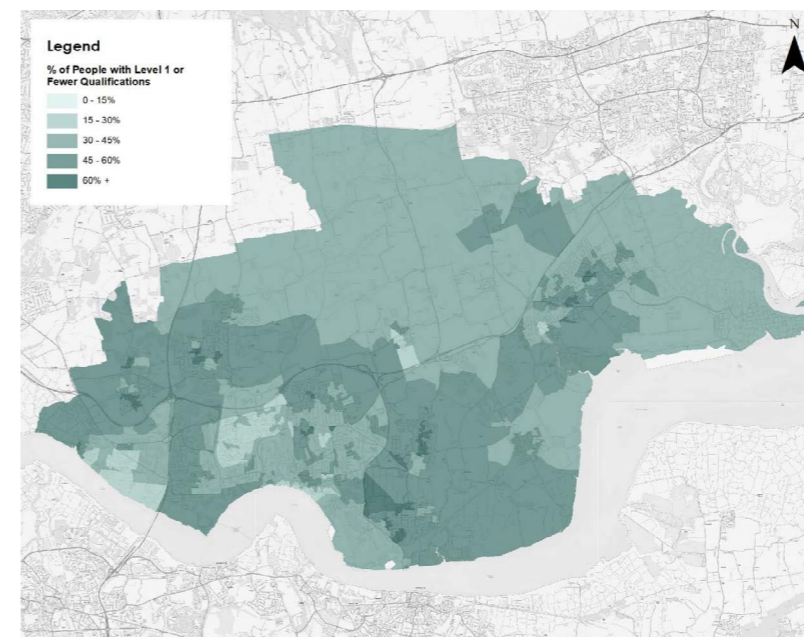 Legend
N
% of People with Level 1 or
Fewer Qualifications
0 - 15%
15 - 30%
30 - 45%
45 - 60%
60% +